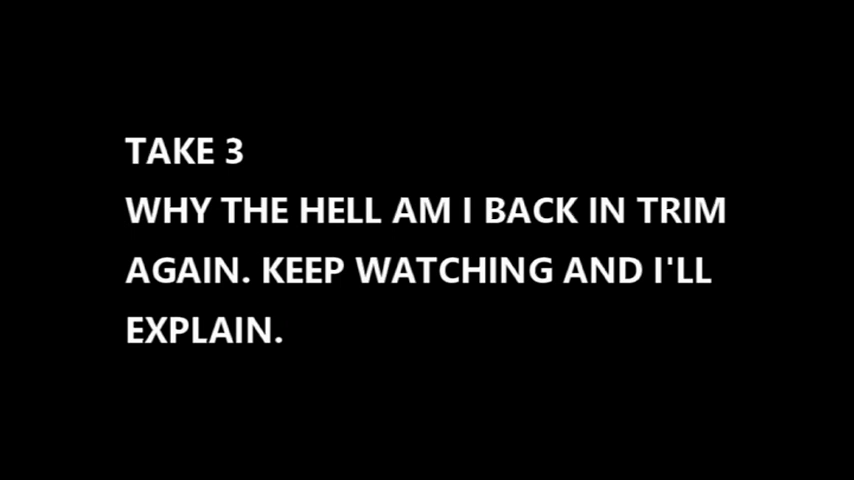 TAKE 3
WHY THE HELL AM I BACK IN TRIM
AGAIN. KEEP WATCHING AND I'LL
EXPLAIN.